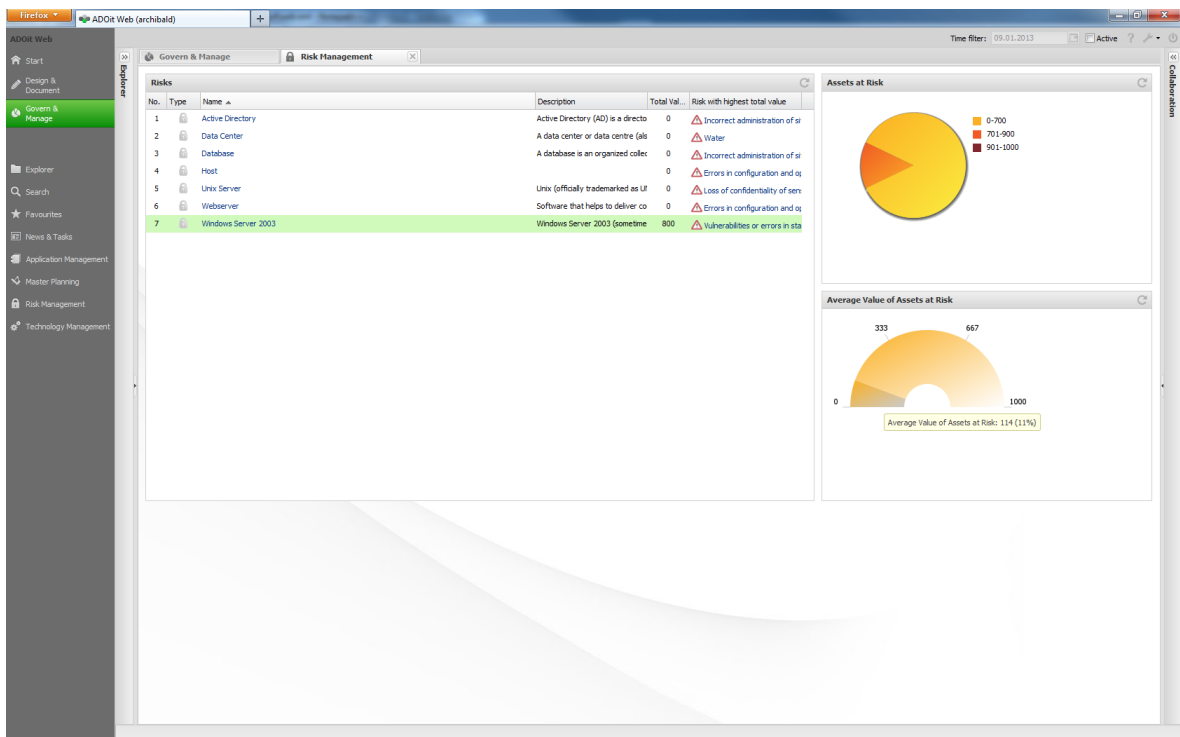 Firefox
ADOit Web (archibald)
+
ADOit Web
Time filter: 09.01.2013 Active ?
Start
Design & Document
Govern & Manage
Explorer
Search
Favourites
News & Tasks
Application Management
Master Planning
Risk Management
Technology Management
Explorer
Govern & Manage
Risk Management
Collaboration
Risks
No. Type Name Description Total Val... Risk with highest total value
1 Active Directory Active Directory (AD) is a directo 0 Incorrect administration of si
2 Data Center A data center or data centre (als 0 Water
3 Database A database is an organized collec 0 Incorrect administration of si
4 Host 0 Errors in configuration and op
5 Unix Server Unix (officially trademarked as UN 0 Loss of confidentiality of sens
6 Webserver Software that helps to deliver co 0 Errors in configuration and op
7 Windows Server 2003 Windows Server 2003 (sometime 800 Vulnerabilities or errors in sta
Assets at Risk
0-700
701-900
901-1000
Average Value of Assets at Risk
333
667
0
1000
Average Value of Assets at Risk: 114 (11%)